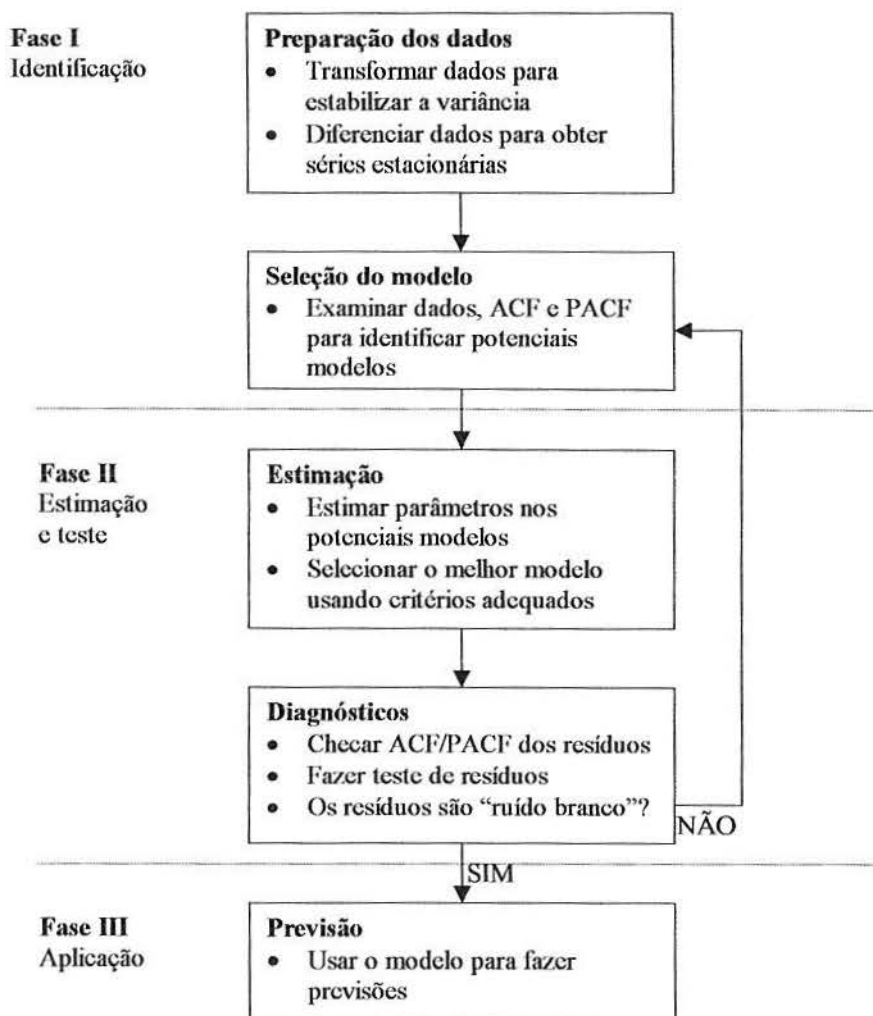 Fase I
Identificação
Preparação dos dados
• Transformar dados para
estabilizar a variância
• Diferenciar dados para obter
séries estacionárias
Seleção do modelo
• Examinar dados, ACF e PACF
para identificar potenciais
modelos
Fase II
Estimação
e teste
Estimação
• Estimar parâmetros nos
potenciais modelos
• Selecionar o melhor modelo
usando critérios adequados
Diagnósticos
• Checar ACF/PACF dos resíduos
• Fazer teste de resíduos
• Os resíduos são “ruído branco”?
NÃO
SIM
Fase III
Aplicação
Previsão
• Usar o modelo para fazer
previsões